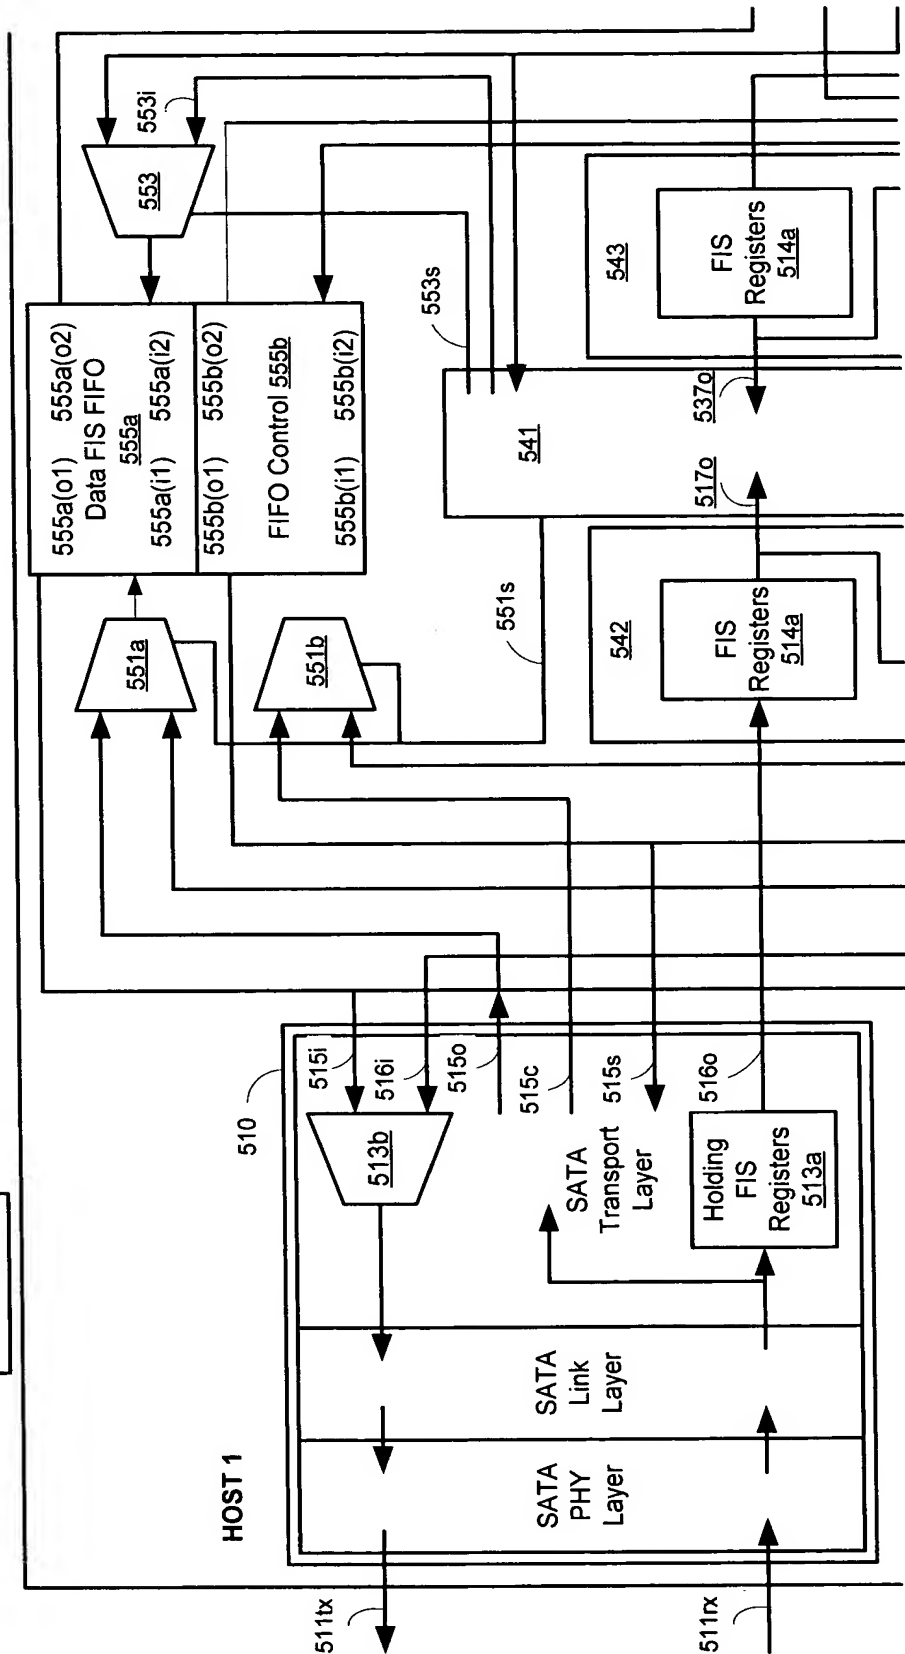 HOST 1
510
511tx
511rx
SATA
PHY
Layer
SATA
Link
Layer
SATA
Transport
Layer
513b
Holding
FIS
Registers
513a
515i
516i
515o
515c
515s
516o
551a
551b
551s
555a(o1) 555a(o2)
Data FIS FIFO
555a
555a(i1) 555a(i2)
555b(o1) 555b(o2)
FIFO Control 555b
555b(i1) 555b(i2)
553
553i
553s
541
517o
537o
542
FIS
Registers
514a
543
FIS
Registers
514a